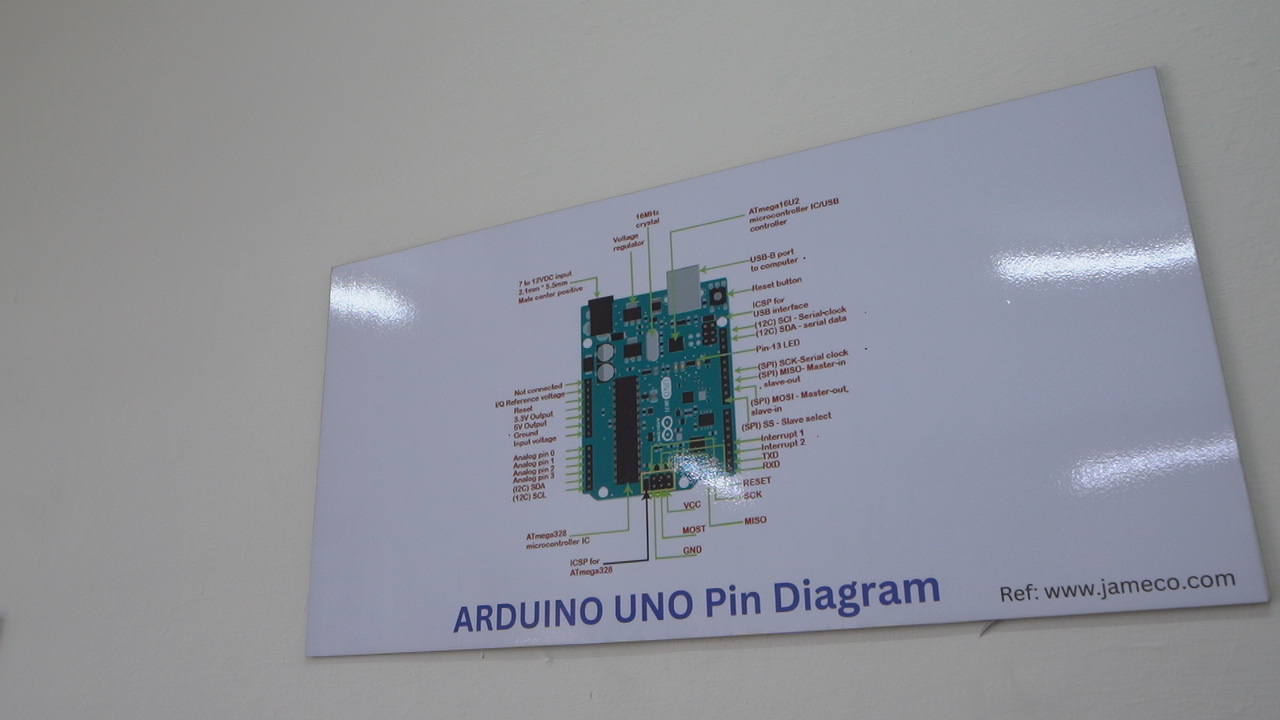 16MHz
crystal
ATmega16U2
microcontroller IC/USB
controller
Voltage
regulator
USB-B port
to computer
7 to 12VDC input
2.1mm * 5.5mm
Male center positive
Reset button
ICSP for
USB interface
(12C) SCI - Serial-clock
(12C) SDA - serial data
Pin-13 LED
(SPI) SCK-Serial clock
(SPI) MISO- Master-in
, slave-out
(SPI) MOSI - Master-out,
slave-in
(SPI) SS - Slave select
Interrupt 1
Interrupt 2
TXD
RXD
RESET
SCK
MISO
Not connected
I/Q Reference voltage
Reset
3.3V Output
5V Output
Ground
Input voltage
Analog pin 0
Analog pin 1
Analog pin 2
Analog pin 3
(I2C) SDA
(12C) SCL
VCC
MOST
GND
ATmega328
microcontroller IC
ICSP for
ATmega328
ARDUINO UNO Pin Diagram
Ref: www.jameco.com